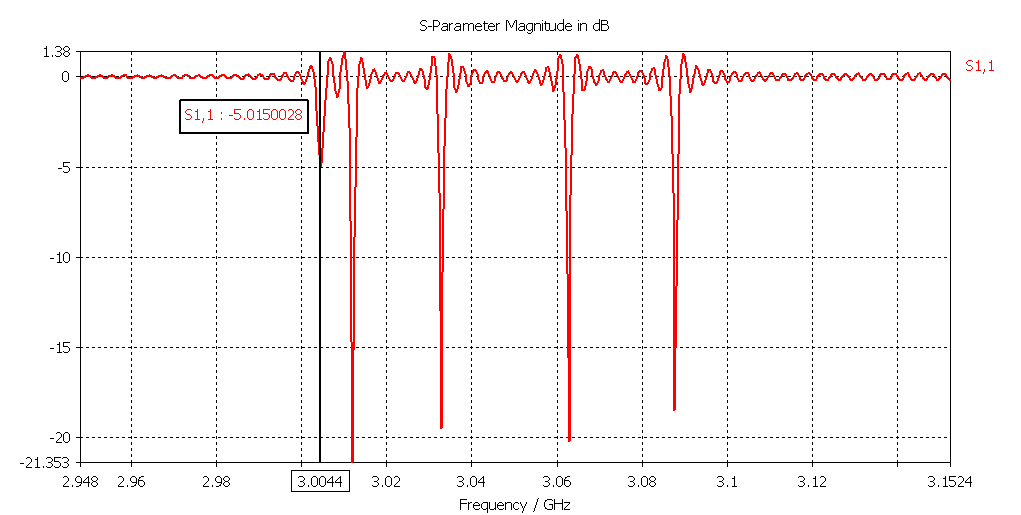 S-Parameter Magnitude in dB
1.38
0
-5
-10
-15
-20
-21.353
S1,1
S1,1 : -5.0150028
2.948 2.96 2.98 3.0044 3.02 3.04 3.06 3.08 3.1 3.12 3.1524
Frequency / GHz